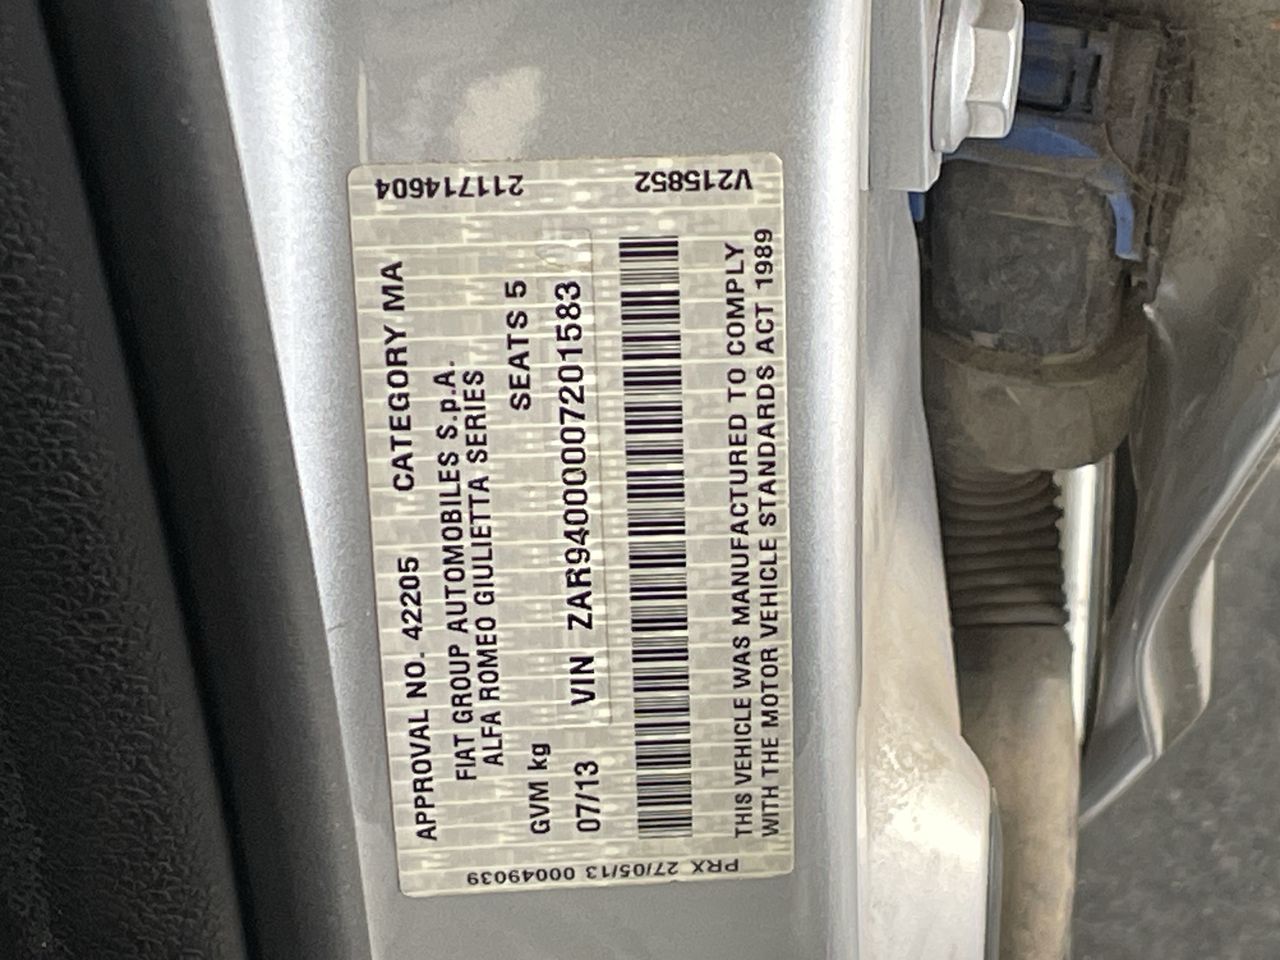 APPROVAL NO. 42205 CATEGORY MA
FIAT GROUP AUTOMOBILES S.p.A.
ALFA ROMEO GIULIETTA SERIES
GVM kg SEATS 5
07/13 VIN ZAR94000007201583
THIS VEHICLE WAS MANUFACTURED TO COMPLY
WITH THE MOTOR VEHICLE STANDARDS ACT 1989
211714604 V215852
PRX 27/05/13 00049039